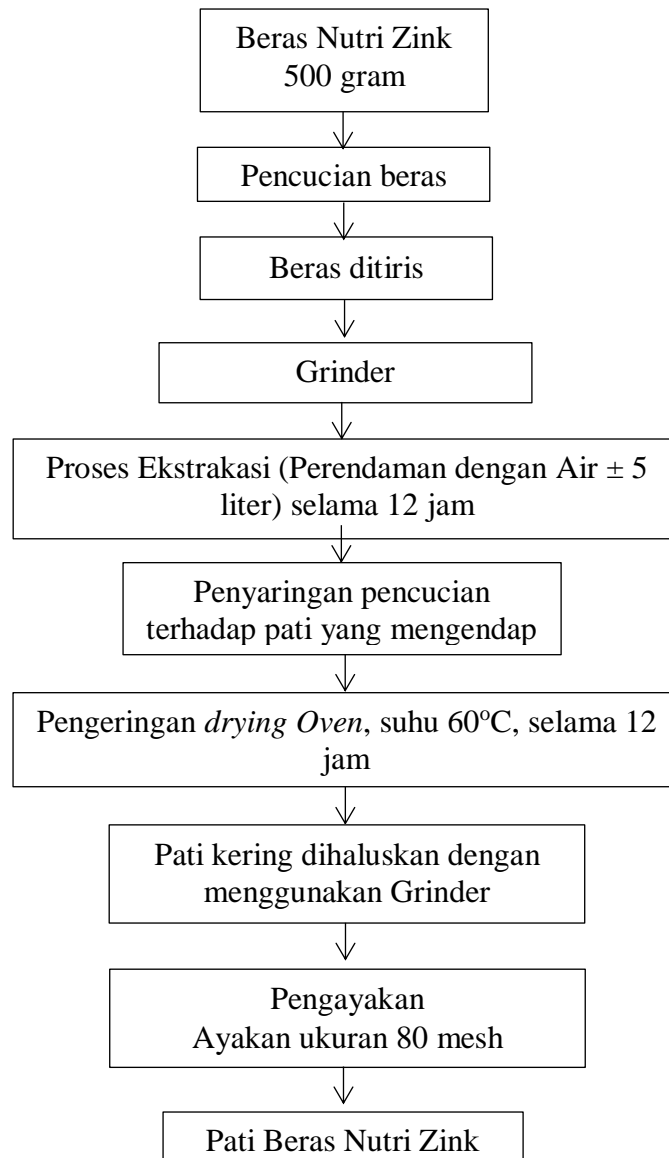 Beras Nutri Zink
500 gram
Pencucian beras
Beras ditiris
Grinder
Proses Ekstrakasi (Perendaman dengan Air ± 5
liter) selama 12 jam
Penyaringan pencucian
terhadap pati yang mengendap
Pengeringan drying Oven, suhu 60°C, selama 12
jam
Pati kering dihaluskan dengan
menggunakan Grinder
Pengayakan
Ayakan ukuran 80 mesh
Pati Beras Nutri Zink